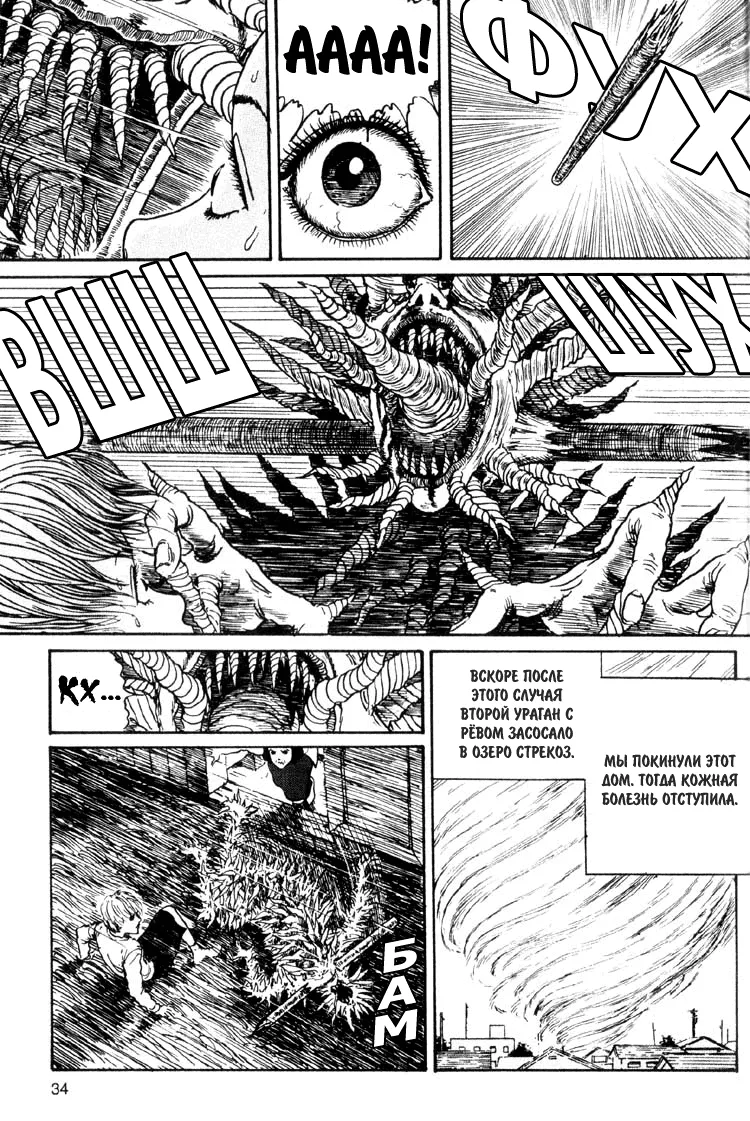 АААА!
ФУХ
ВШШ
ШУХ
КХ...
ВСКОРЕ ПОСЛЕ
ЭТОГО СЛУЧАЯ
ВТОРОЙ УРАГАН С
РЁВОМ ЗАСОСАЛО
В ОЗЕРО СТРЕКОЗ.
МЫ ПОКИНУЛИ ЭТОТ
ДОМ. ТОГДА КОЖНАЯ
БОЛЕЗНЬ ОТСТУПИЛА.
БАМ
34